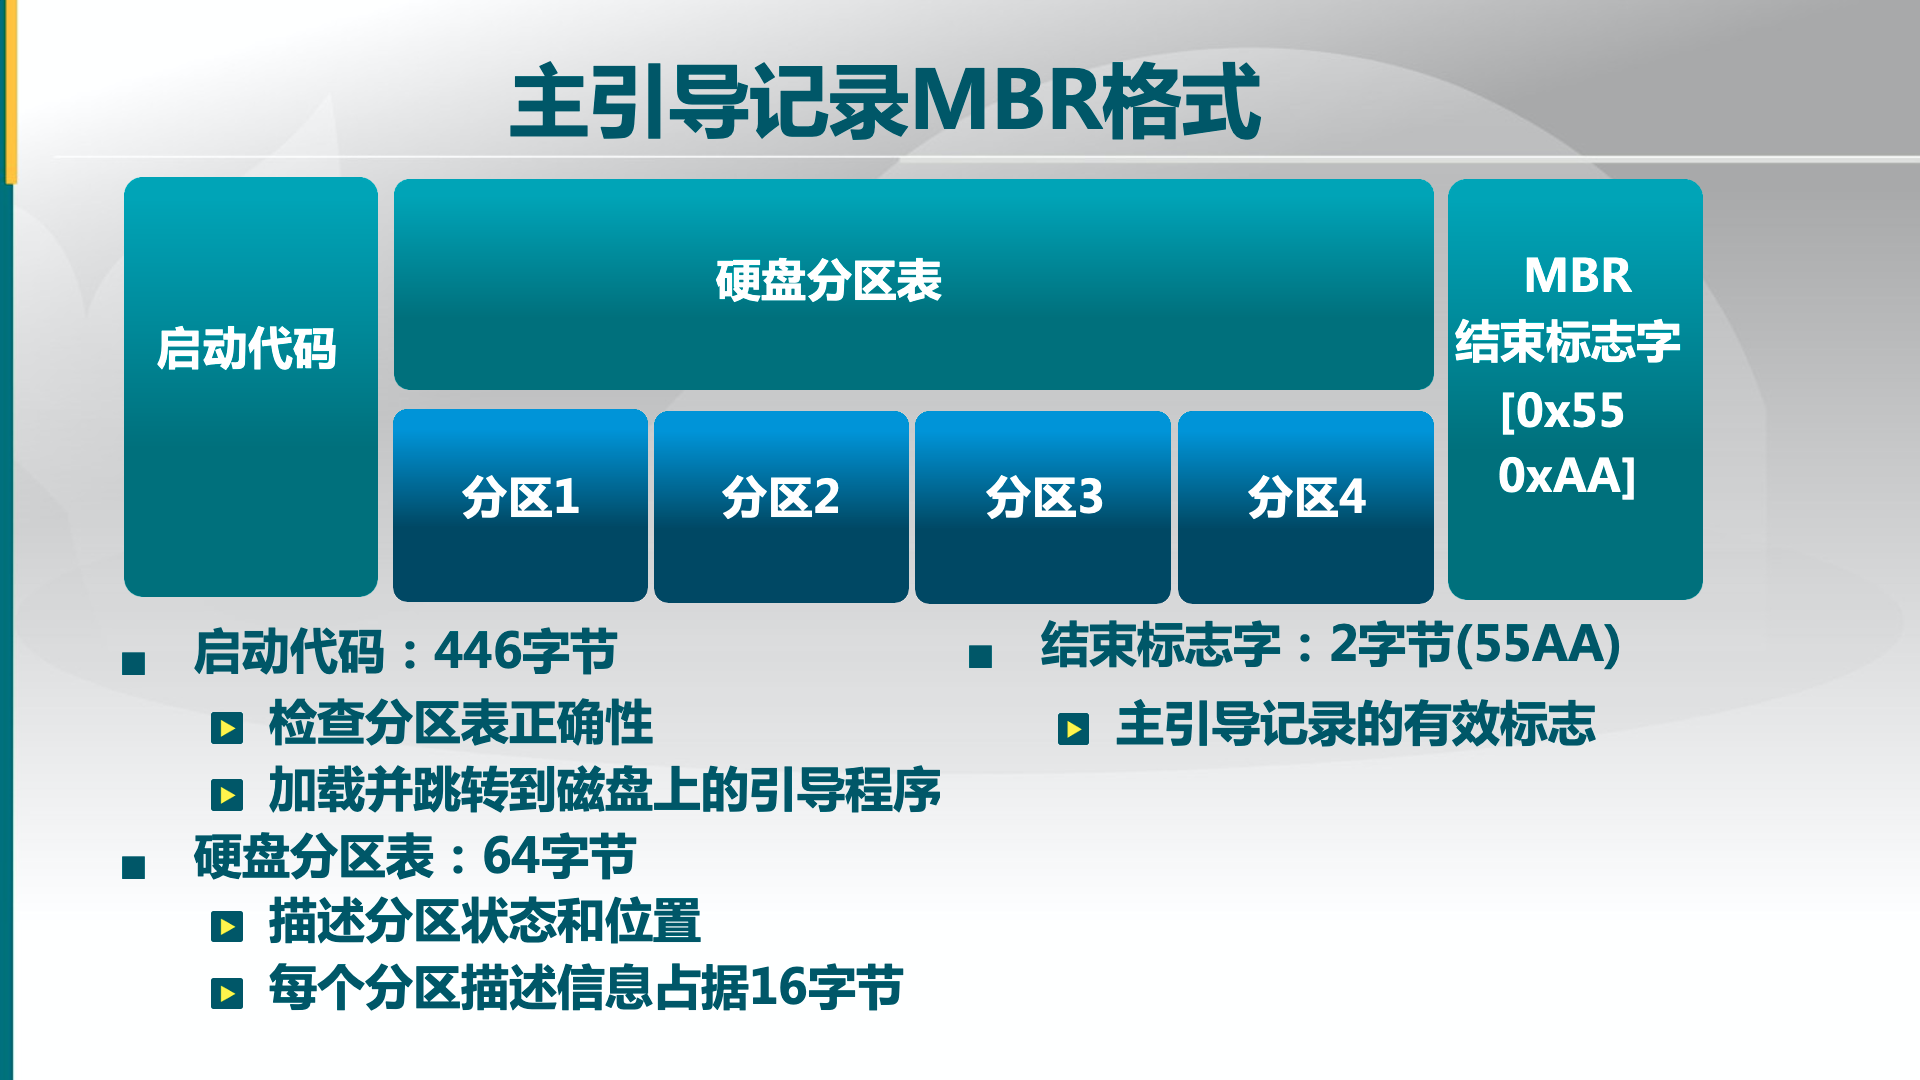 主引导记录MBR格式
启动代码
硬盘分区表
分区1
分区2
分区3
分区4
MBR
结束标志字
[0x55
0xAA]
启动代码：446字节
检查分区表正确性
加载并跳转到磁盘上的引导程序
硬盘分区表：64字节
描述分区状态和位置
每个分区描述信息占据16字节
结束标志字：2字节(55AA)
主引导记录的有效标志